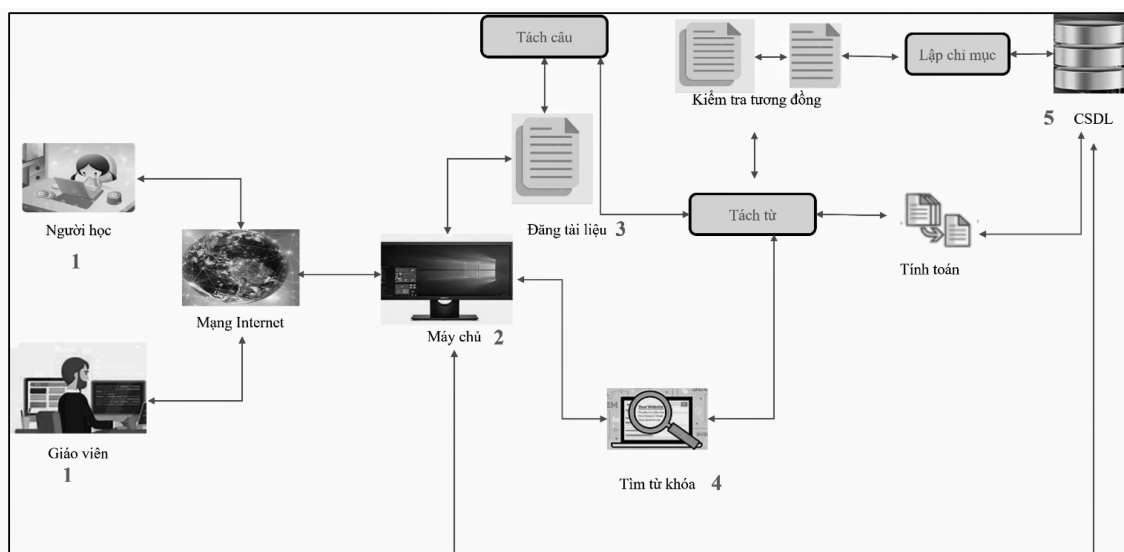 Tách câu
Lập chỉ mục
Kiểm tra tương đồng
5 CSDL
Người học
1
Tách từ
Đăng tài liệu 3
Tính toán
Mạng Internet
Máy chủ 2
Giáo viên
1
Tìm từ khóa 4